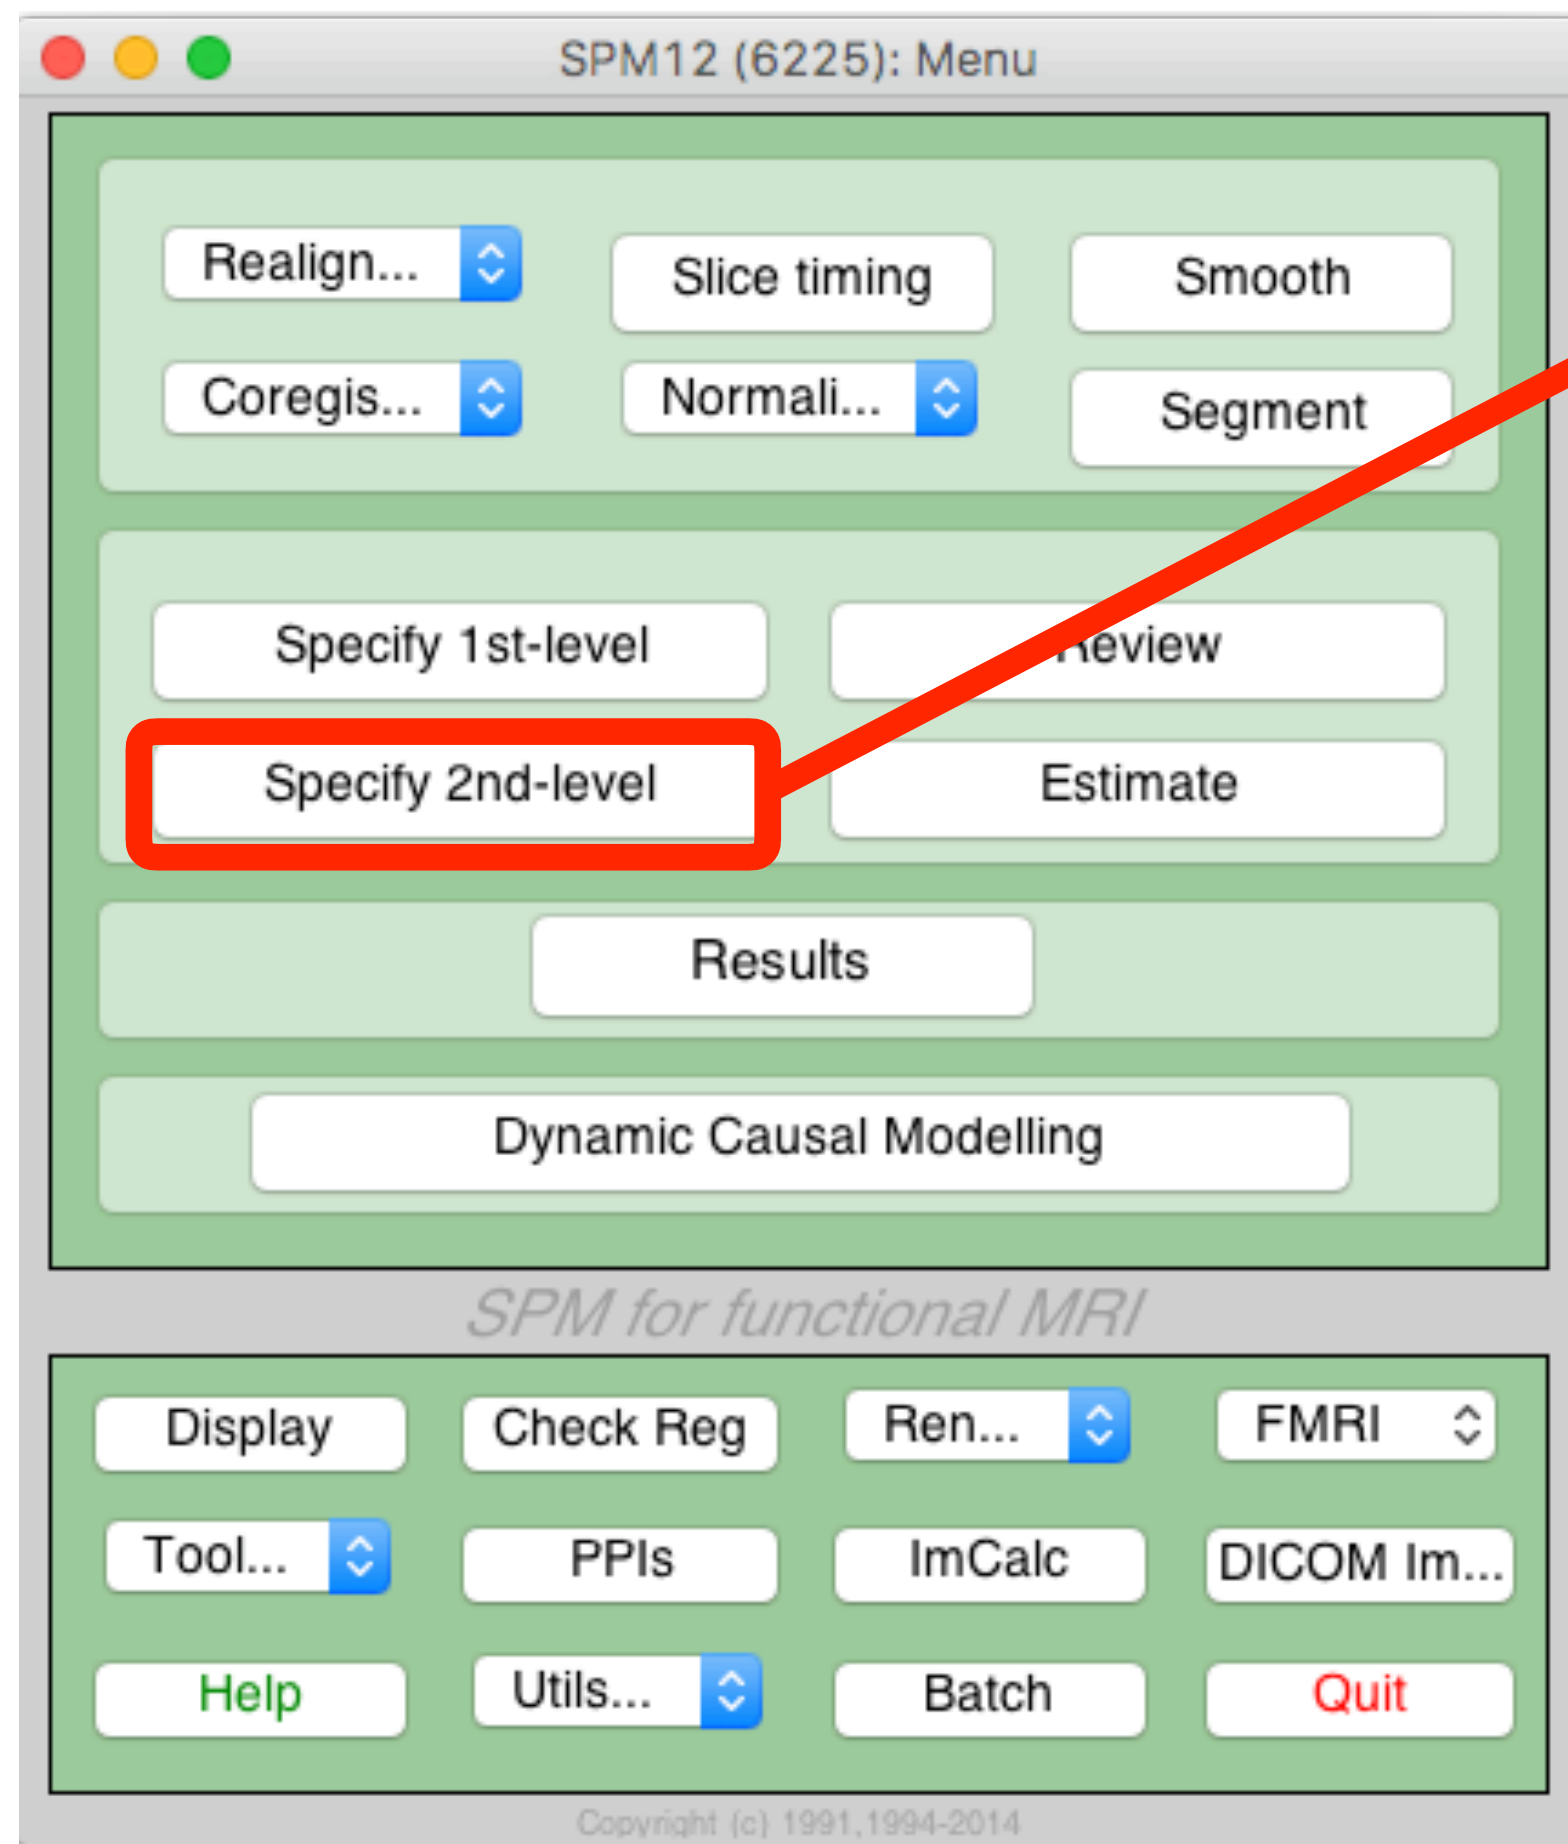 SPM12 (6225): Menu
Realign...
Slice timing
Smooth
Coregis...
Normali...
Segment
Specify 1st-level
Review
Specify 2nd-level
Estimate
Results
Dynamic Causal Modelling
SPM for functional MRI
Display
Check Reg
Ren...
FMRI
Tool...
PPIs
ImCalc
DICOM Im...
Help
Utils...
Batch
Quit
Copyright (c) 1991,1994-2014